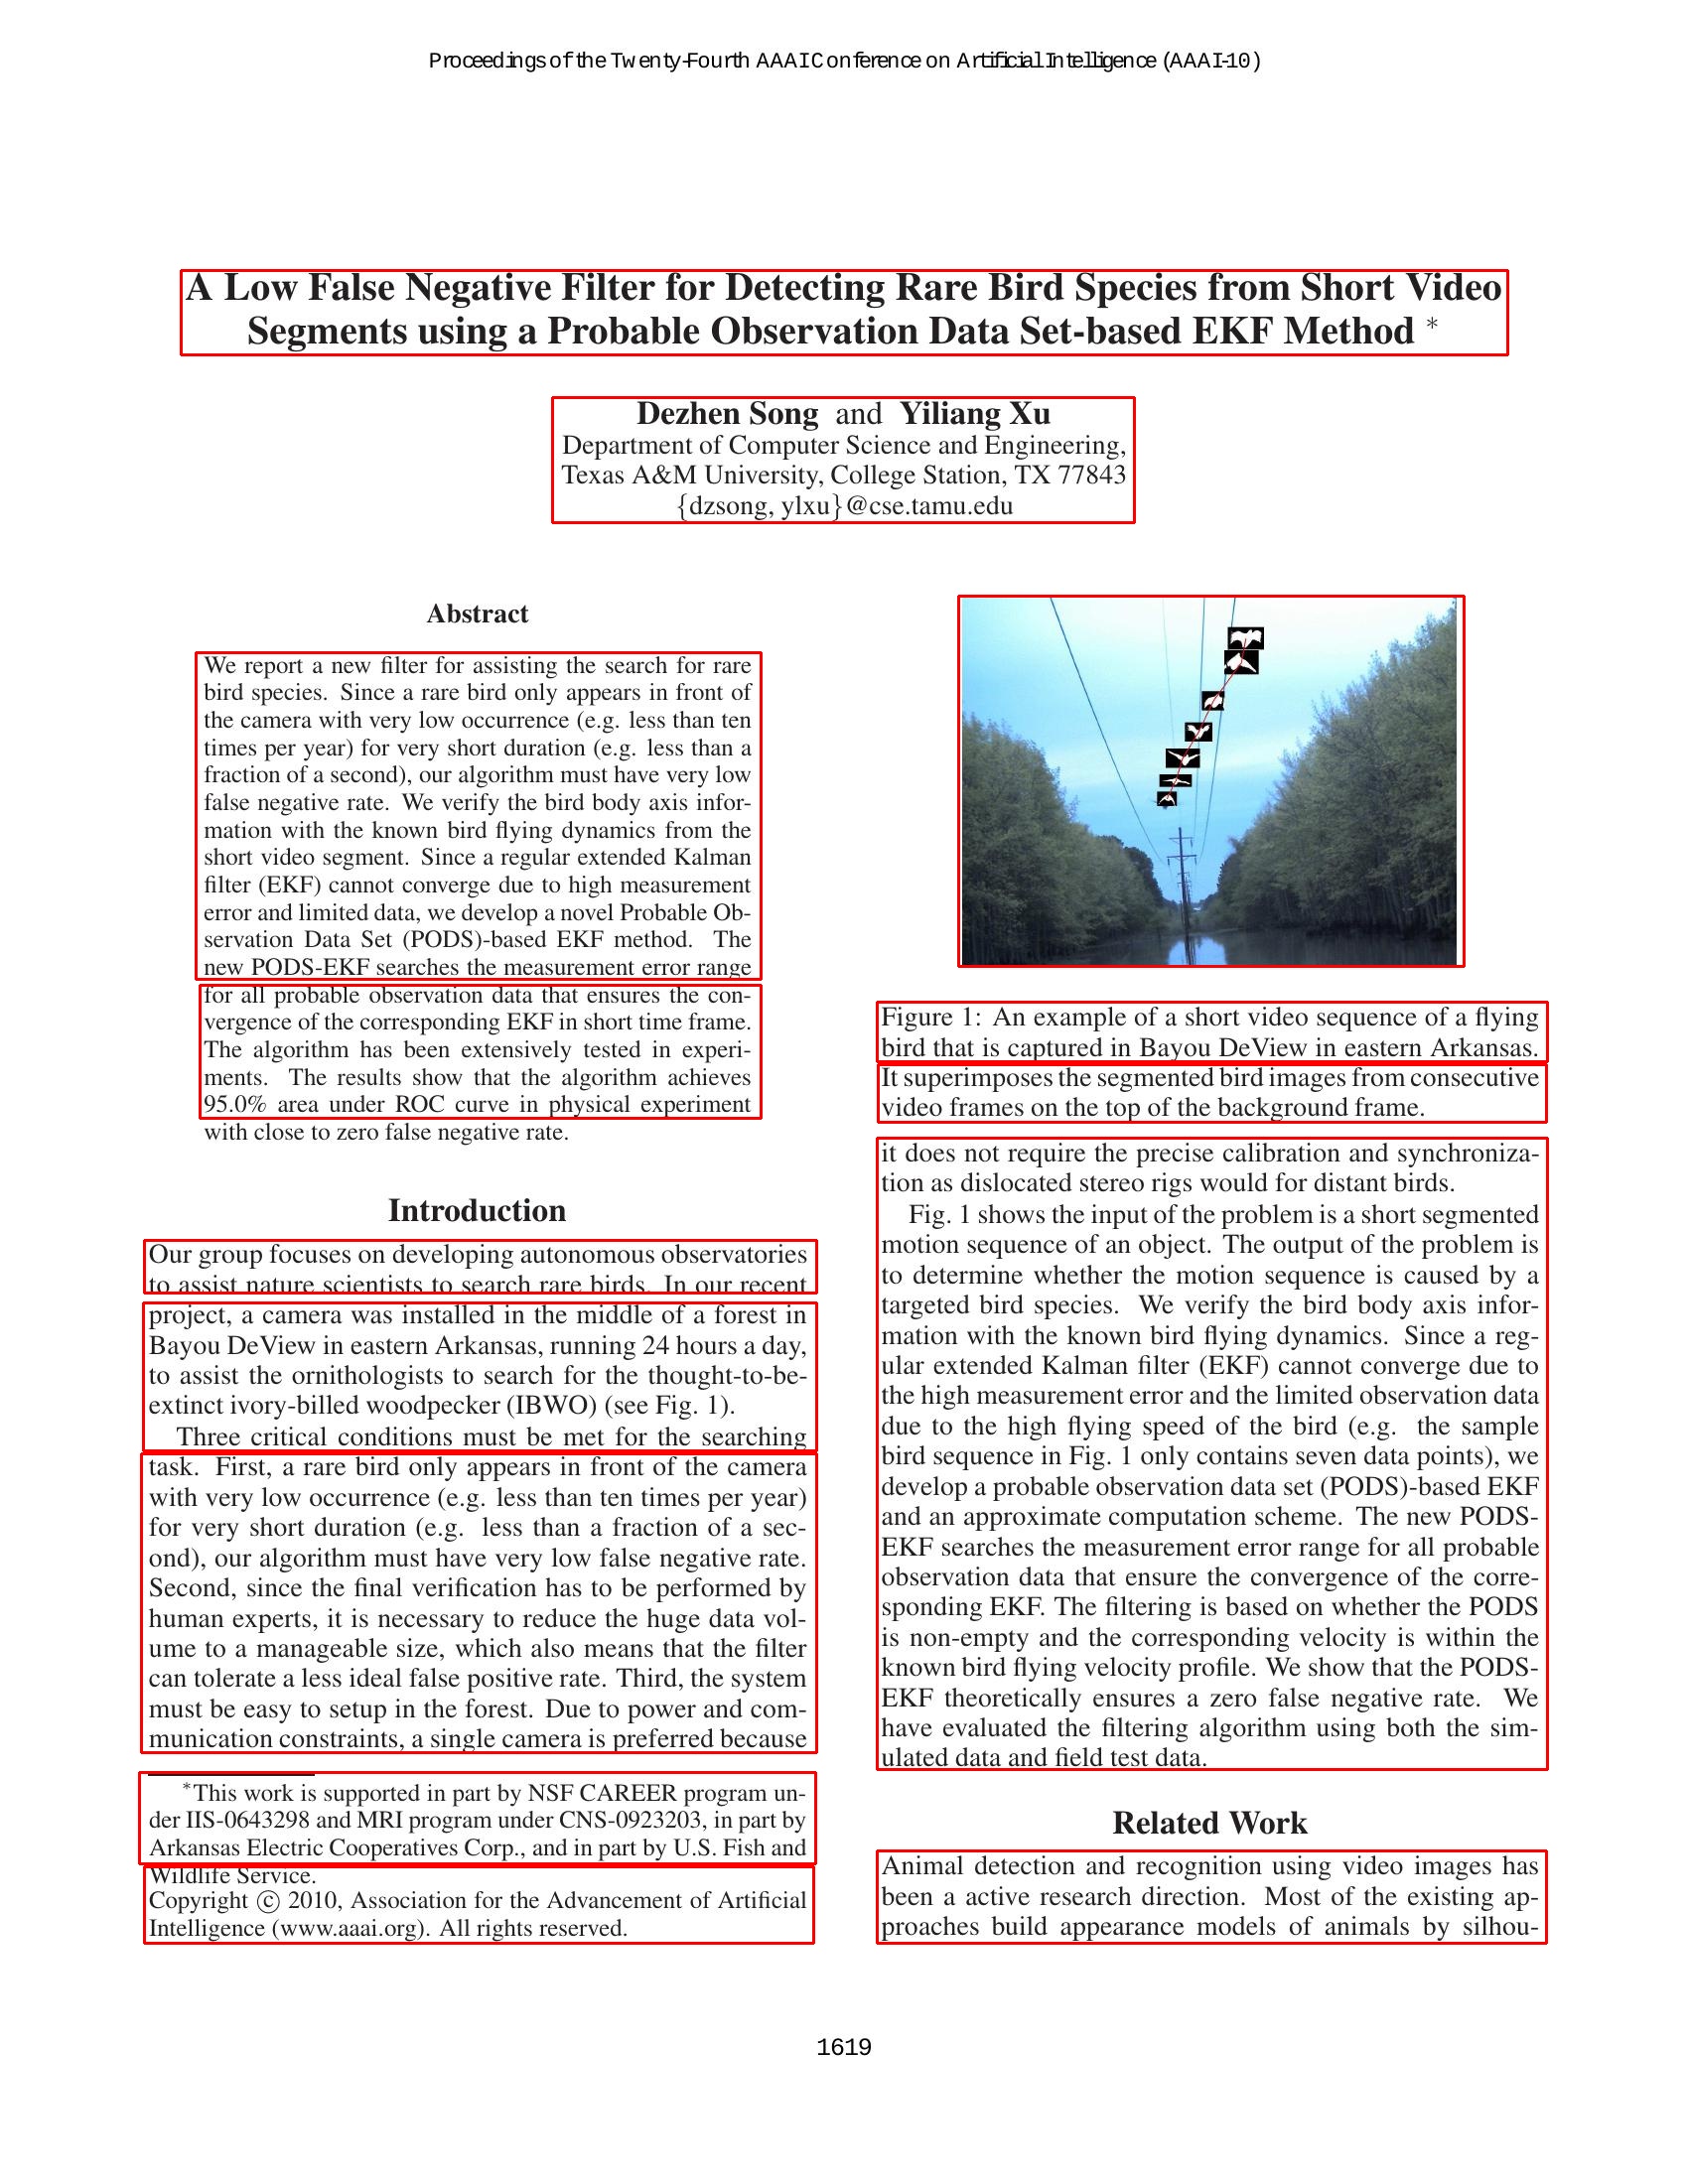 Proceedings of the Twenty-Fourth AAAI Conference on Artificial Intelligence (AAAI-10)
A Low False Negative Filter for Detecting Rare Bird Species from Short Video
Segments using a Probable Observation Data Set-based EKF Method *
Dezhen Song and Yiliang Xu
Department of Computer Science and Engineering,
Texas A&M University, College Station, TX 77843
{dzsong, ylxu}@cse.tamu.edu
Abstract
We report a new filter for assisting the search for rare
bird species. Since a rare bird only appears in front of
the camera with very low occurrence (e.g. less than ten
times per year) for very short duration (e.g. less than a
fraction of a second), our algorithm must have very low
false negative rate. We verify the bird body axis infor-
mation with the known bird flying dynamics from the
short video segment. Since a regular extended Kalman
filter (EKF) cannot converge due to high measurement
error and limited data, we develop a novel Probable Ob-
servation Data Set (PODS)-based EKF method. The
new PODS-EKF searches the measurement error range
for all probable observation data that ensures the con-
vergence of the corresponding EKF in short time frame.
The algorithm has been extensively tested in experi-
ments. The results show that the algorithm achieves
95.0% area under ROC curve in physical experiment
with close to zero false negative rate.
Introduction
Our group focuses on developing autonomous observatories
to assist nature scientists to search rare birds. In our recent
project, a camera was installed in the middle of a forest in
Bayou DeView in eastern Arkansas, running 24 hours a day,
to assist the ornithologists to search for the thought-to-be-
extinct ivory-billed woodpecker (IBWO) (see Fig. 1).
Three critical conditions must be met for the searching
task. First, a rare bird only appears in front of the camera
with very low occurrence (e.g. less than ten times per year)
for very short duration (e.g. less than a fraction of a sec-
ond), our algorithm must have very low false negative rate.
Second, since the final verification has to be performed by
human experts, it is necessary to reduce the huge data vol-
ume to a manageable size, which also means that the filter
can tolerate a less ideal false positive rate. Third, the system
must be easy to setup in the forest. Due to power and com-
munication constraints, a single camera is preferred because
*This work is supported in part by NSF CAREER program un-
der IIS-0643298 and MRI program under CNS-0923203, in part by
Arkansas Electric Cooperatives Corp., and in part by U.S. Fish and
Wildlife Service.
Copyright © 2010, Association for the Advancement of Artificial
Intelligence (www.aaai.org). All rights reserved.
Figure 1: An example of a short video sequence of a flying
bird that is captured in Bayou DeView in eastern Arkansas.
It superimposes the segmented bird images from consecutive
video frames on the top of the background frame.
it does not require the precise calibration and synchroniza-
tion as dislocated stereo rigs would for distant birds.
Fig. 1 shows the input of the problem is a short segmented
motion sequence of an object. The output of the problem is
to determine whether the motion sequence is caused by a
targeted bird species. We verify the bird body axis infor-
mation with the known bird flying dynamics. Since a reg-
ular extended Kalman filter (EKF) cannot converge due to
the high measurement error and the limited observation data
due to the high flying speed of the bird (e.g. the sample
bird sequence in Fig. 1 only contains seven data points), we
develop a probable observation data set (PODS)-based EKF
and an approximate computation scheme. The new PODS-
EKF searches the measurement error range for all probable
observation data that ensure the convergence of the corre-
sponding EKF. The filtering is based on whether the PODS
is non-empty and the corresponding velocity is within the
known bird flying velocity profile. We show that the PODS-
EKF theoretically ensures a zero false negative rate. We
have evaluated the filtering algorithm using both the sim-
ulated data and field test data.
Related Work
Animal detection and recognition using video images has
been a active research direction. Most of the existing ap-
proaches build appearance models of animals by silhou-
1619